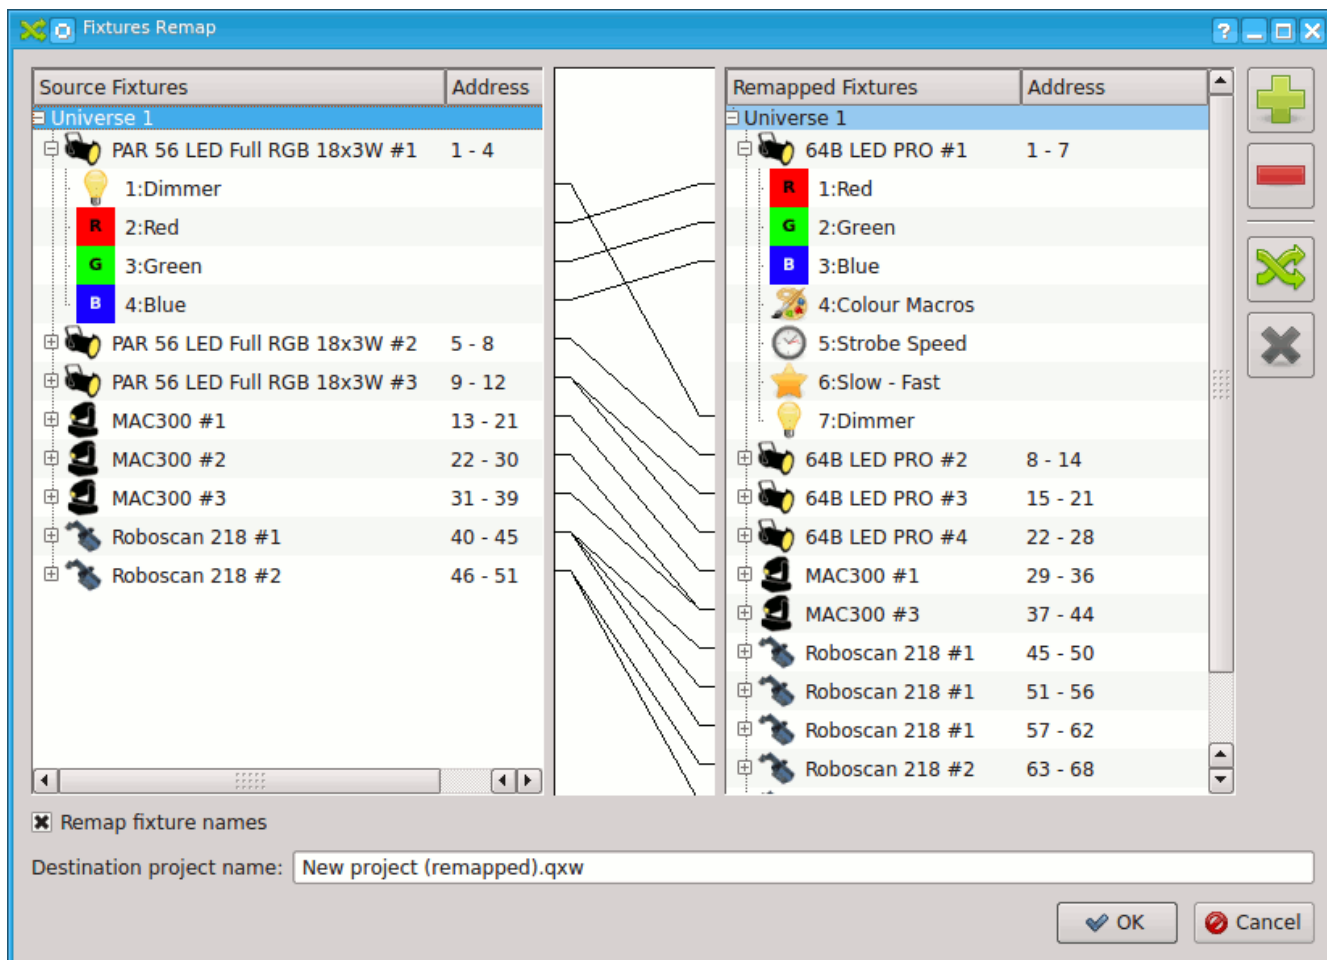 Fixtures Remap
Source Fixtures Address
Universe 1
PAR 56 LED Full RGB 18x3W #1 1 - 4
1:Dimmer
R 2:Red
G 3:Green
B 4:Blue
PAR 56 LED Full RGB 18x3W #2 5 - 8
PAR 56 LED Full RGB 18x3W #3 9 - 12
MAC300 #1 13 - 21
MAC300 #2 22 - 30
MAC300 #3 31 - 39
Roboscan 218 #1 40 - 45
Roboscan 218 #2 46 - 51
Remapped Fixtures Address
Universe 1
64B LED PRO #1 1 - 7
R 1:Red
G 2:Green
B 3:Blue
4:Colour Macros
5:Strobe Speed
6:Slow - Fast
7:Dimmer
64B LED PRO #2 8 - 14
64B LED PRO #3 15 - 21
64B LED PRO #4 22 - 28
MAC300 #1 29 - 36
MAC300 #3 37 - 44
Roboscan 218 #1 45 - 50
Roboscan 218 #1 51 - 56
Roboscan 218 #1 57 - 62
Roboscan 218 #2 63 - 68
Remap fixture names
Destination project name: New project (remapped).qxw
OK Cancel